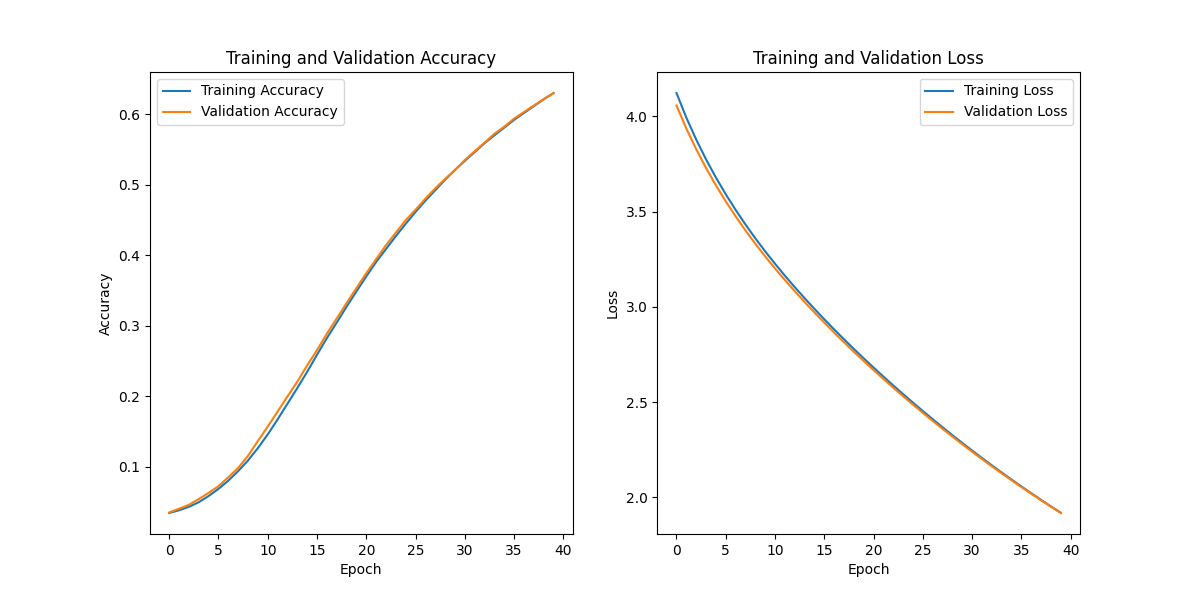 Training and Validation Accuracy
Training Accuracy
Validation Accuracy
0.6
0.5
0.4
0.3
0.2
0.1
Accuracy
0 5 10 15 20 25 30 35 40
Epoch
Training and Validation Loss
Training Loss
Validation Loss
4.0
3.5
3.0
2.5
2.0
Loss
0 5 10 15 20 25 30 35 40
Epoch